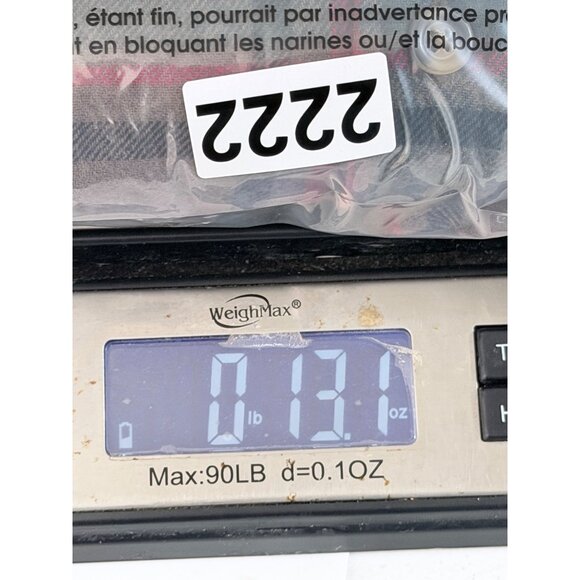 , étant fin, pourrait par inadvertance pr
t en bloquant les narines ou/et la bouc
2222
WeighMax®
0 lb 13.1 oz
T
H
Max:90LB d=0.1OZ